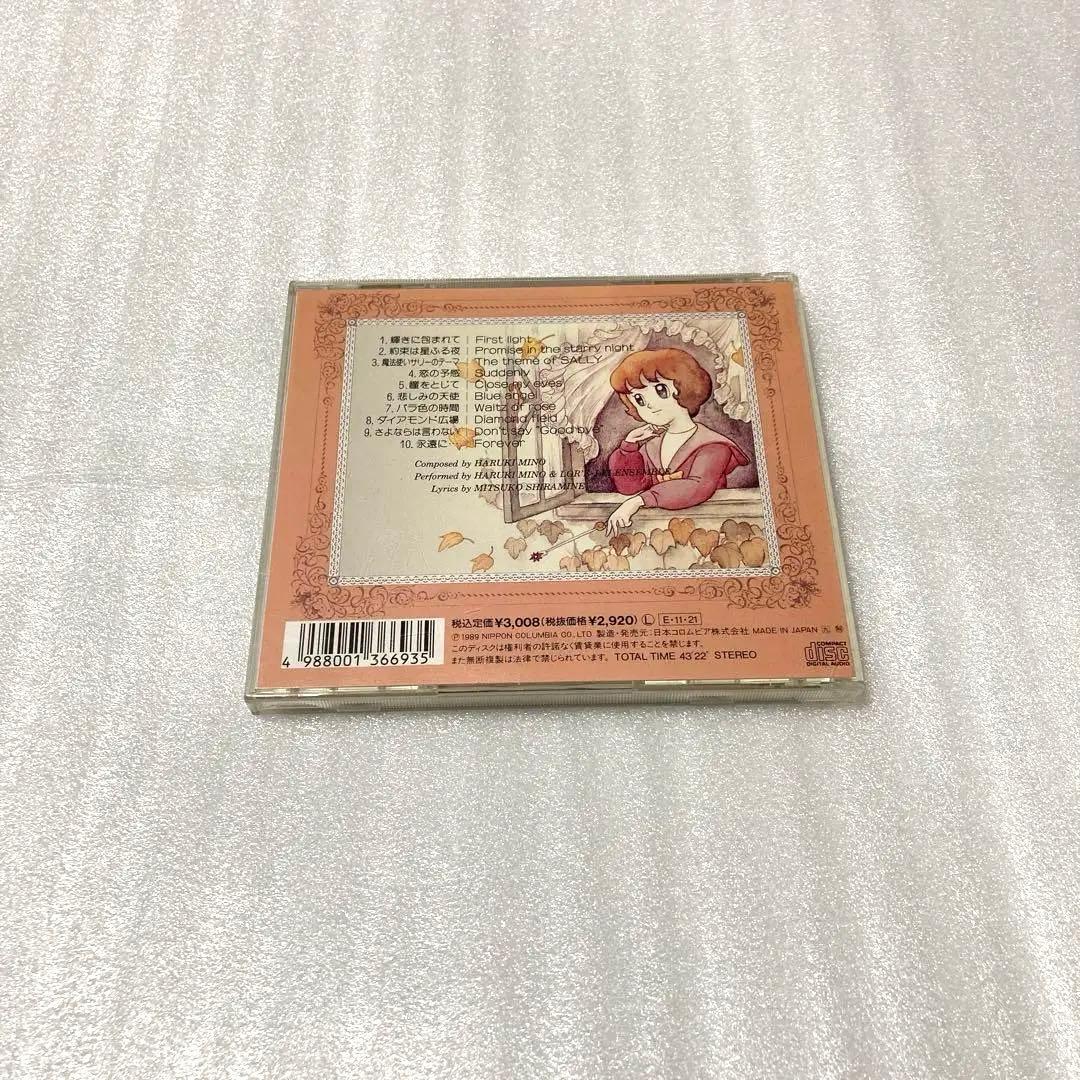 1. 輝きに包まれて | First light
2. 約束は星ふる夜 | Promise in the starry night
3. 魔法使いサリーのテーマ | The theme of SALLY
4. 恋の予感 | Suddenly
5. 瞳をとじて | Close my eyes
6. 悲しみの天使 | Blue angel
7. バラ色の時間 | Waltz of rose
8. ダイアモンド広場 | Diamond field
9. さよならは言わない | Don't say "Good bye"
10. 永遠に… | Forever
Composed by HARUKI MINO
Performed by HARUKI MINO & ENSEMBLE
Lyrics by MITSUKO SHIRAMINE
税込定価¥3,008(税抜価格¥2,920) Ⓛ E・11・21
Ⓟ1989 NIPPON COLUMBIA CO., LTD. 製造・発売元:日本コロムビア株式会社 MADE IN JAPAN
このディスクは権利者の許諾なく賃貸業に使用することを禁じます。
また無断複製は法律で禁じられています。 TOTAL TIME 43'22" STEREO
4 988001 366935
COMPACT
disc
DIGITAL AUDIO